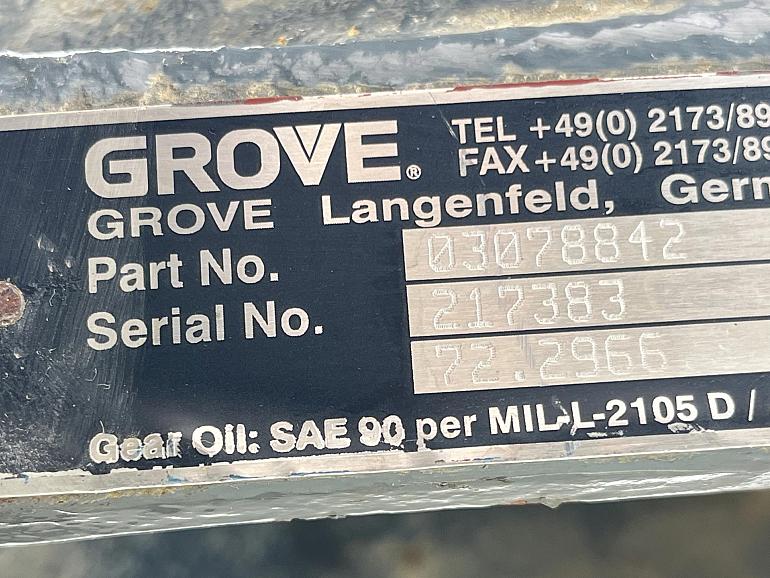 GROVE®
TEL +49(0) 2173/89
FAX +49(0) 2173/89
GROVE Langenfeld, Germ
Part No. 03078842
Serial No. 217383
72.2966
Gear Oil: SAE 90 per MIL-L-2105 D /